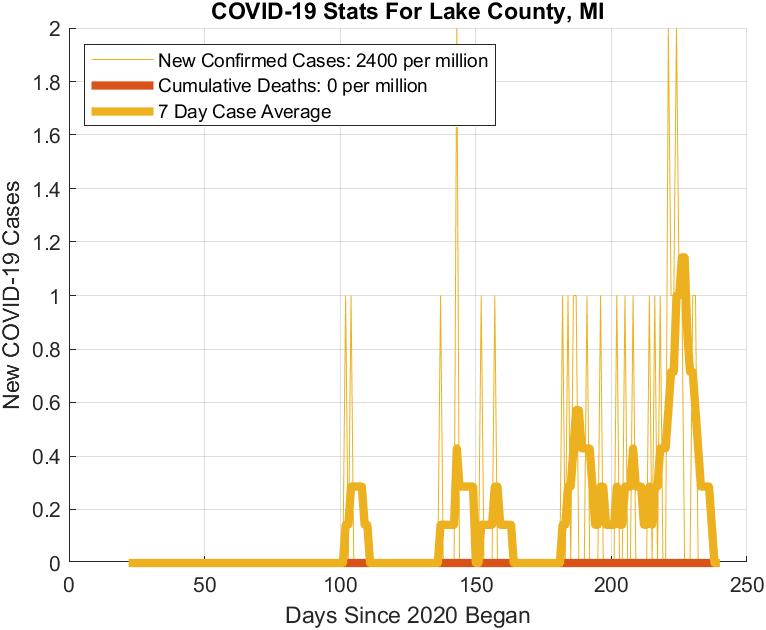 COVID-19 Stats For Lake County, MI
New Confirmed Cases: 2400 per million
Cumulative Deaths: 0 per million
7 Day Case Average
New COVID-19 Cases
2
1.8
1.6
1.4
1.2
1
0.8
0.6
0.4
0.2
0
0 50 100 150 200 250
Days Since 2020 Began